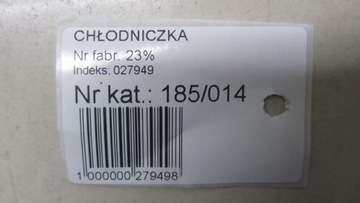 CHŁODNICZKA
Nr fabr. 23%
Indeks: 027949
Nr kat.: 185/014
1 000000 279498